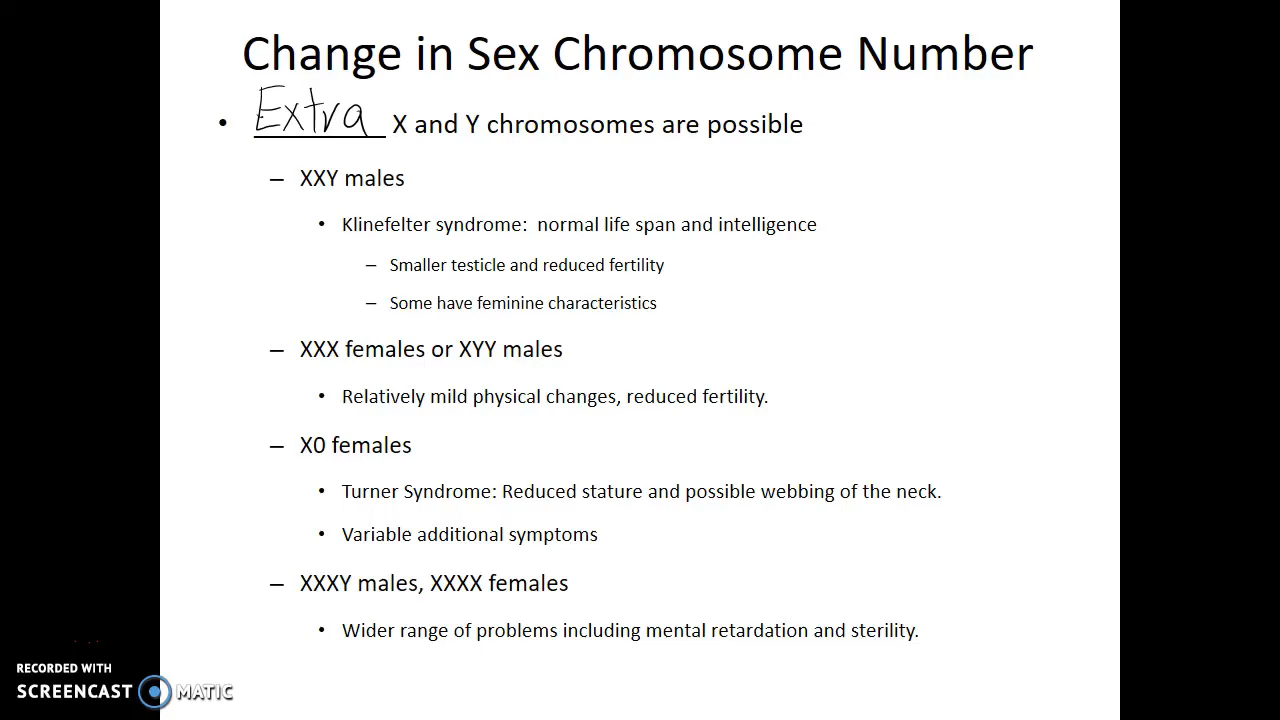 Change in Sex Chromosome Number
• Extra X and Y chromosomes are possible
– XXY males
• Klinefelter syndrome:  normal life span and intelligence
– Smaller testicle and reduced fertility
– Some have feminine characteristics
– XXX females or XYY males
• Relatively mild physical changes, reduced fertility.
– X0 females
• Turner Syndrome: Reduced stature and possible webbing of the neck.
• Variable additional symptoms
– XXXY males, XXXX females
• Wider range of problems including mental retardation and sterility.
RECORDED WITH
SCREENCAST MATIC